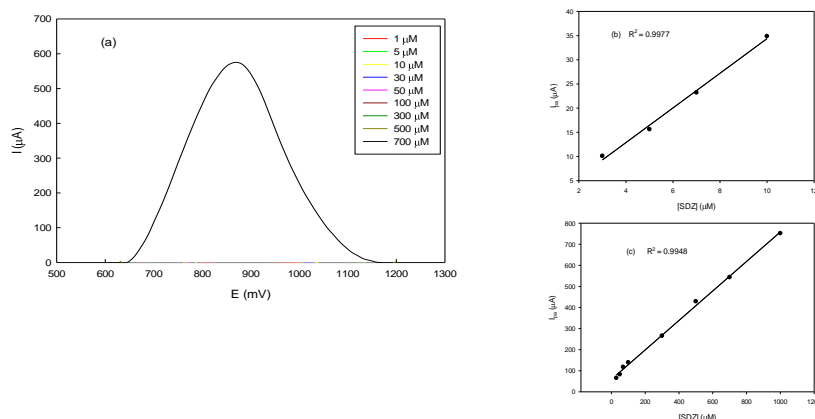 (a)
700
600
500
400
300
200
100
0
I (µA)
1 µM
5 µM
10 µM
30 µM
50 µM
100 µM
300 µM
500 µM
700 µM
500 600 700 800 900 1000 1100 1200 1300
E (mV)
(b) R² = 0.9977
40
35
30
25
20
15
10
5
Iₚₐ (µA)
2 4 6 8 10 12
[SDZ] (µM)
(c) R² = 0.9948
800
700
600
500
400
300
200
100
0
Iₚₐ (µA)
0 200 400 600 800 1000 1200
[SDZ] (µM)